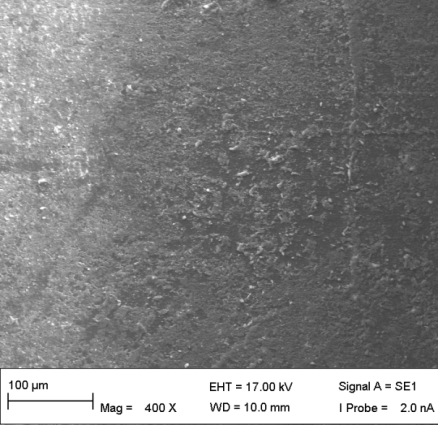 100 µm EHT = 17.00 kV Signal A = SE1
Mag = 400 X WD = 10.0 mm I Probe = 2.0 nA